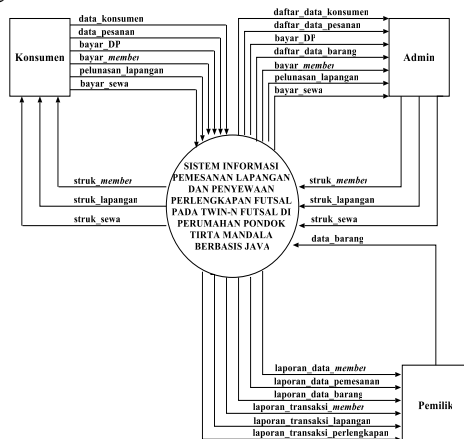 data_konsumen
data_pesanan
bayar_DP
bayar_member
pelunasan_lapangan
bayar_sewa
Konsumen
daftar_data_konsumen
daftar_data_pesanan
bayar_DP
daftar_data_barang
bayar_member
pelunasan_lapangan
bayar_sewa
Admin
SISTEM INFORMASI
PEMESANAN LAPANGAN
DAN PENYEWAAN
PERLENGKAPAN FUTSAL
PADA TWIN-N FUTSAL DI
PERUMAHAN PONDOK
TIRTA MANDALA
BERBASIS JAVA
struk_member
struk_lapangan
struk_sewa
struk_member
struk_lapangan
struk_sewa
data_barang
laporan_data_member
laporan_data_pemesanan
laporan_data_barang
laporan_transaksi_member
laporan_transaksi_lapangan
laporan_transaksi_perlengkapan
Pemilik